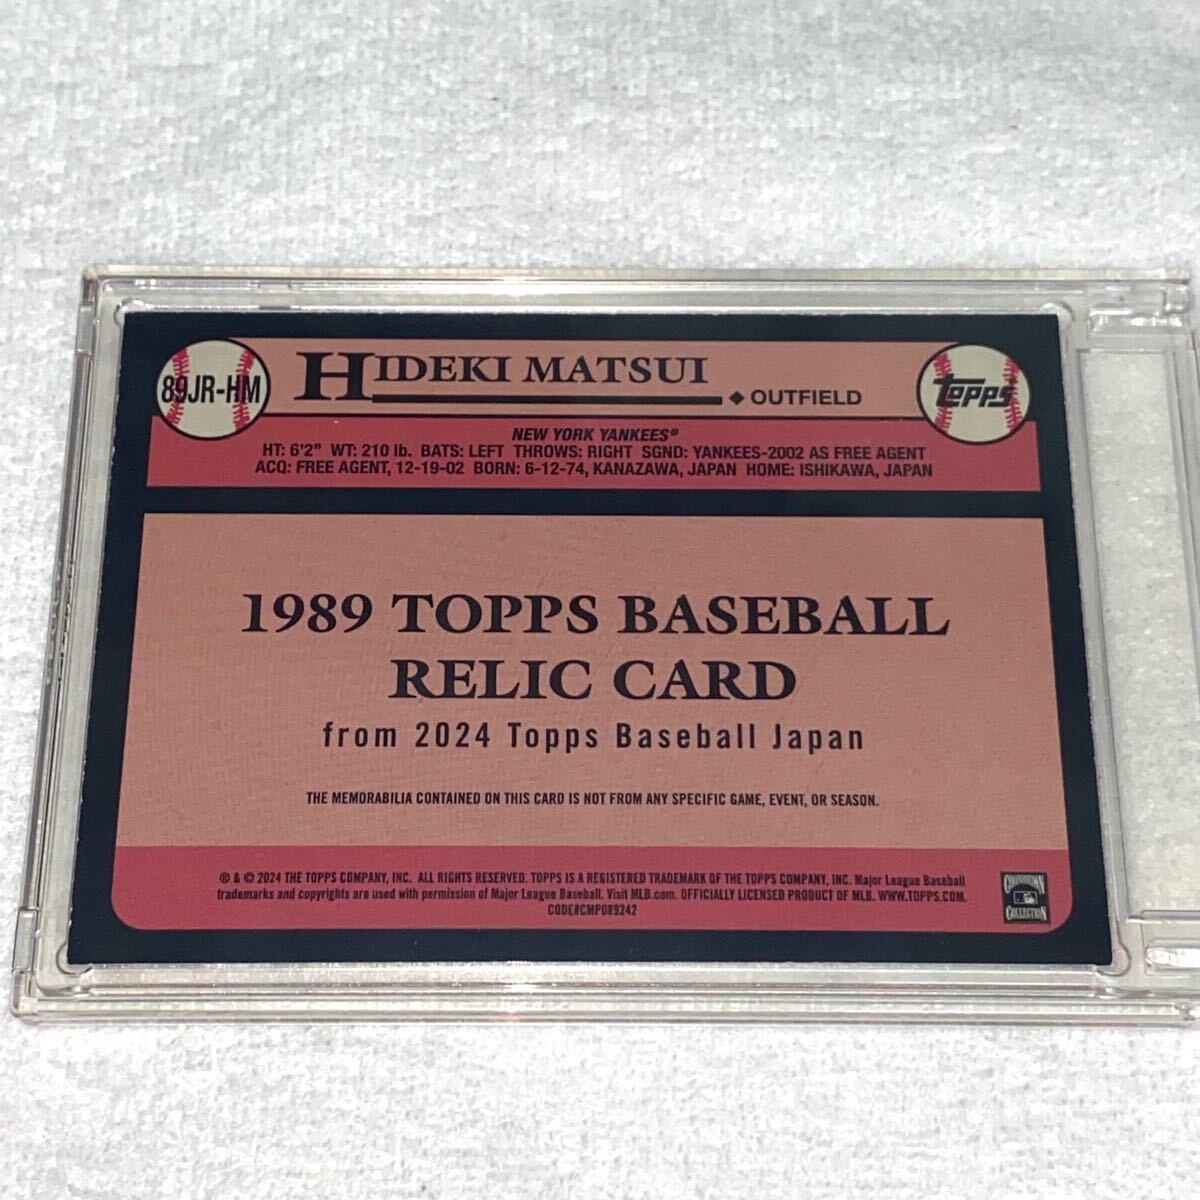 89JR-HM
HIDEKI MATSUI
◆ OUTFIELD
topps®
NEW YORK YANKEES®
HT: 6'2" WT: 210 lb. BATS: LEFT THROWS: RIGHT SGND: YANKEES-2002 AS FREE AGENT
ACQ: FREE AGENT, 12-19-02 BORN: 6-12-74, KANAZAWA, JAPAN HOME: ISHIKAWA, JAPAN
1989 TOPPS BASEBALL
RELIC CARD
from 2024 Topps Baseball Japan
THE MEMORABILIA CONTAINED ON THIS CARD IS NOT FROM ANY SPECIFIC GAME, EVENT, OR SEASON.
® & © 2024 THE TOPPS COMPANY, INC. ALL RIGHTS RESERVED. TOPPS IS A REGISTERED TRADEMARK OF THE TOPPS COMPANY, INC. Major League Baseball
trademarks and copyrights are used with permission of Major League Baseball. Visit MLB.com. OFFICIALLY LICENSED PRODUCT OF MLB. WWW.TOPPS.COM.
CODE#CMP089242
COOPERSTOWN
COLLECTION